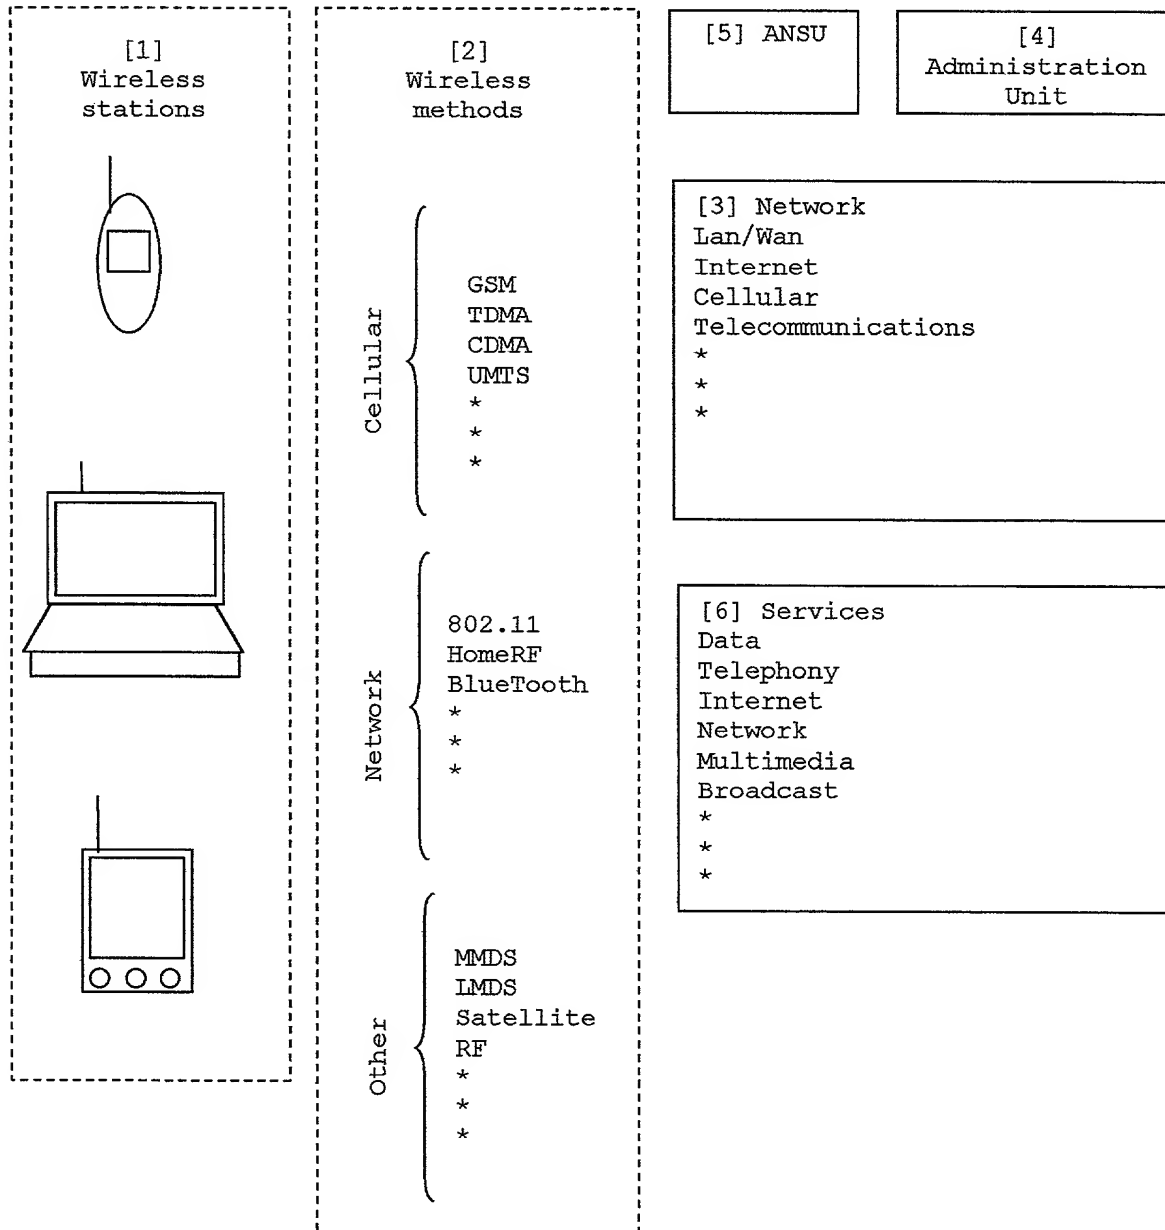 [1]
Wireless
stations
[2]
Wireless
methods
Cellular
GSM
TDMA
CDMA
UMTS
*
*
*
Network
802.11
HomeRF
BlueTooth
*
*
*
Other
MMDS
LMDS
Satellite
RF
*
*
*
[5] ANSU
[4]
Administration
Unit
[3] Network
Lan/Wan
Internet
Cellular
Telecommunications
*
*
*
[6] Services
Data
Telephony
Internet
Network
Multimedia
Broadcast
*
*
*